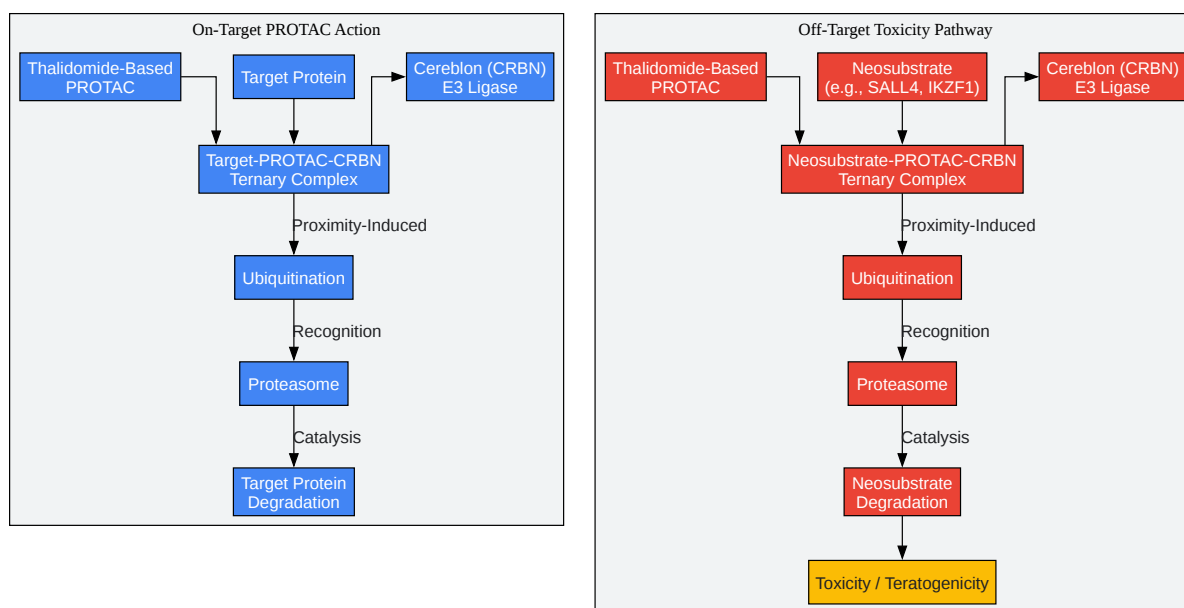 On-Target PROTAC Action
Thalidomide-Based
PROTAC
Target Protein
Cereblon (CRBN)
E3 Ligase
Target-PROTAC-CRBN
Ternary Complex
Proximity-Induced
Ubiquitination
Recognition
Proteasome
Catalysis
Target Protein
Degradation
Off-Target Toxicity Pathway
Thalidomide-Based
PROTAC
Neosubstrate
(e.g., SALL4, IKZF1)
Cereblon (CRBN)
E3 Ligase
Neosubstrate-PROTAC-CRBN
Ternary Complex
Proximity-Induced
Ubiquitination
Recognition
Proteasome
Catalysis
Neosubstrate
Degradation
Toxicity / Teratogenicity